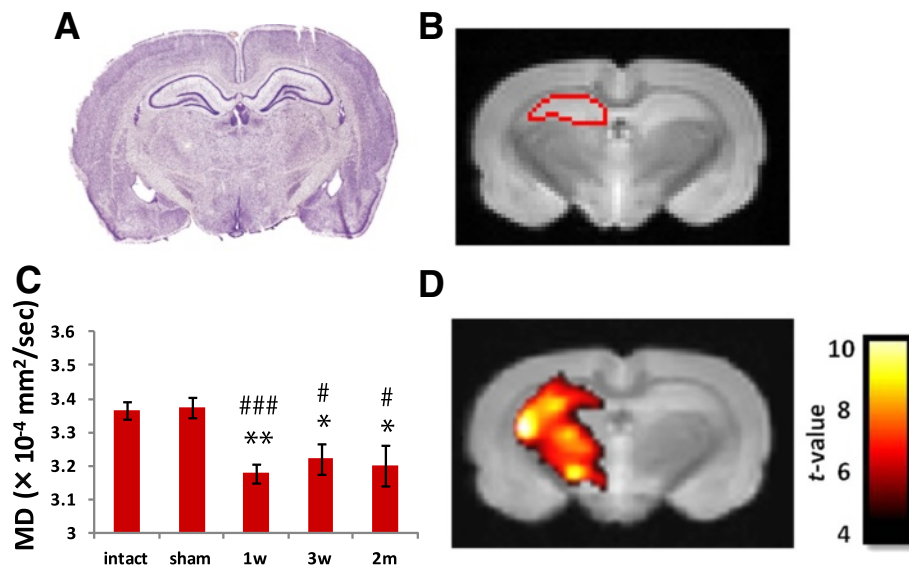 A
B
C
MD (× 10-4 mm2/sec)
3.6
3.5
3.4
3.3
3.2
3.1
3
###
**
#
*
#
*
intact sham 1w 3w 2m
D
10
8
6
4
t-value